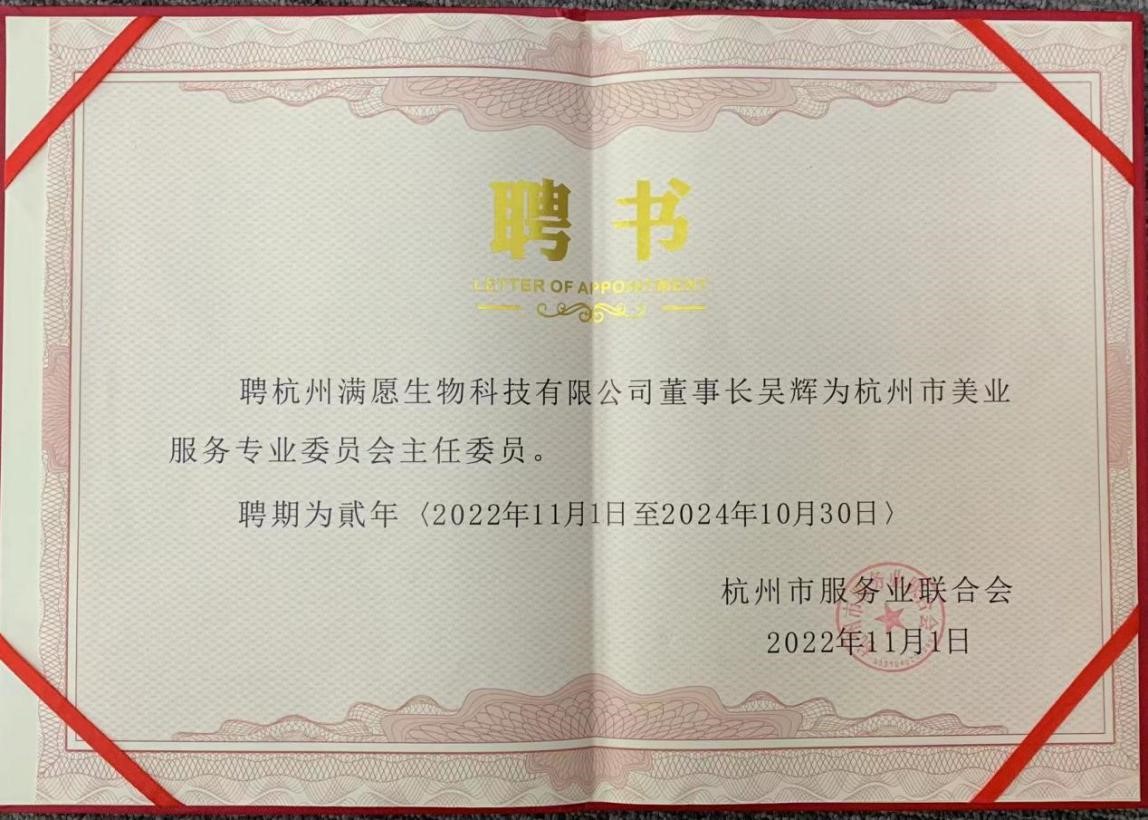 聘书
LETTER OF APPOINTMENT
聘杭州满愿生物科技有限公司董事长吴辉为杭州市美业
服务专业委员会主任委员。
聘期为貳年〈2022年11月1日至2024年10月30日〉
杭州市服务业联合会
2022年11月1日